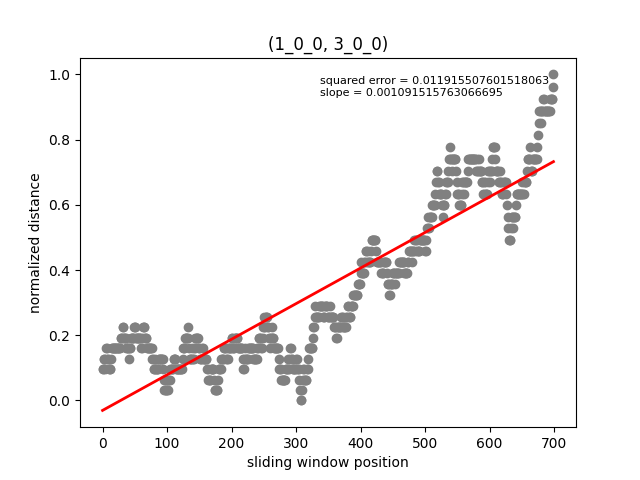 (1_0_0, 3_0_0)
squared error = 0.011915507601518063
slope = 0.001091515763066695
normalized distance
1.0
0.8
0.6
0.4
0.2
0.0
0 100 200 300 400 500 600 700
sliding window position